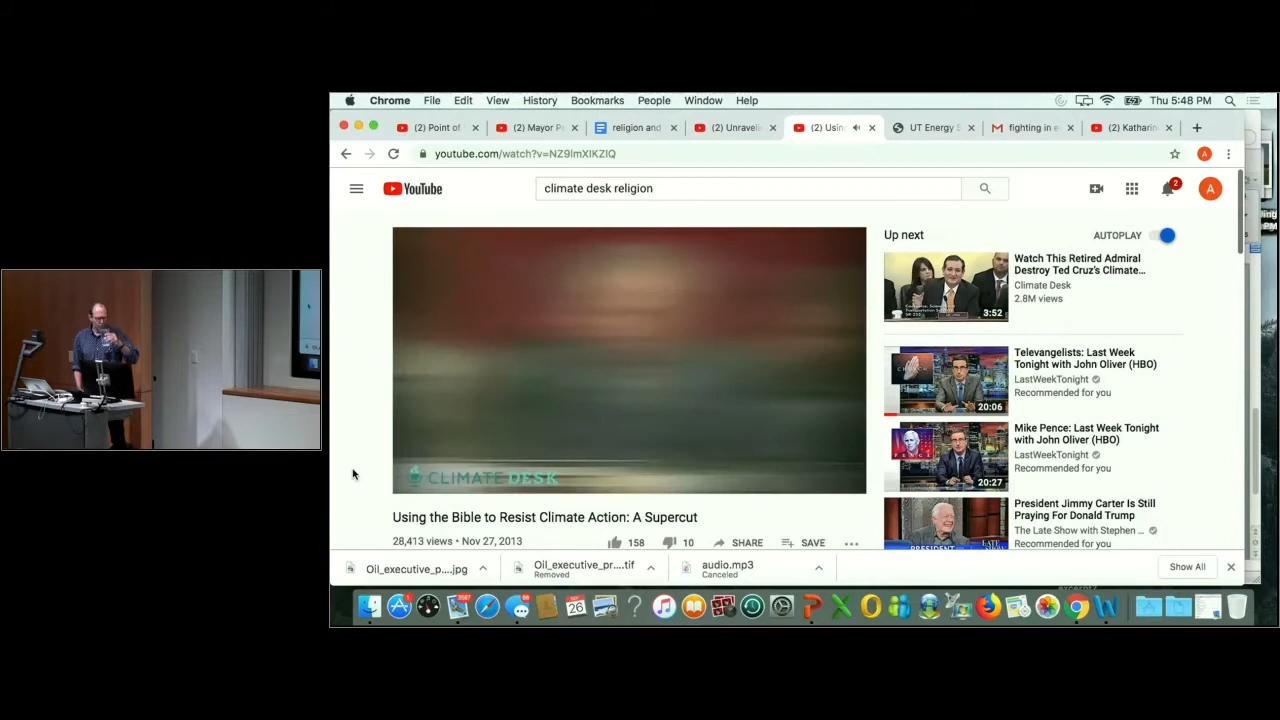 Chrome File Edit View History Bookmarks People Window Help Thu 5:48 PM
(2) Point of (2) Mayor P religion and (2) Unraveli (2) Usin UT Energy S fighting in e (2) Katharin
youtube.com/watch?v=NZ9lmXIKZIQ
YouTube
climate desk religion
2
A
Up next
AUTOPLAY
Watch This Retired Admiral
Destroy Ted Cruz's Climate...
Climate Desk
2.8M views
3:52
Televangelists: Last Week
Tonight with John Oliver (HBO)
LastWeekTonight
Recommended for you
20:06
Mike Pence: Last Week Tonight
with John Oliver (HBO)
LastWeekTonight
Recommended for you
20:27
President Jimmy Carter Is Still
Praying For Donald Trump
The Late Show with Stephen ...
Recommended for you
CLIMATE DESK
Using the Bible to Resist Climate Action: A Supercut
28,413 views • Nov 27, 2013
158 10 SHARE SAVE
Oil_executive_p....jpg
Oil_executive_pr....tif
Removed
audio.mp3
Canceled
Show All
26